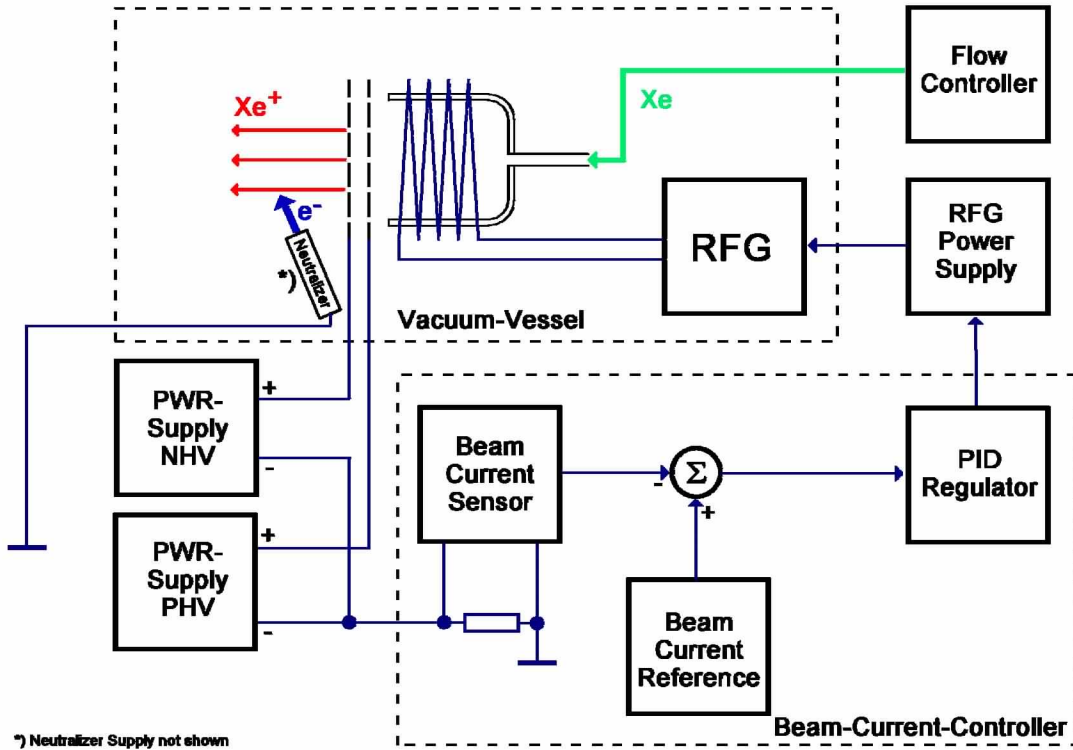 Flow
Controller
Xe+
Xe
e-
Neutralizer
*)
RFG
RFG
Power
Supply
Vacuum-Vessel
PWR-
Supply
NHV
+
-
PWR-
Supply
PHV
+
-
Beam
Current
Sensor
-
Σ
+
PID
Regulator
Beam
Current
Reference
Beam-Current-Controller
*) Neutralizer Supply not shown